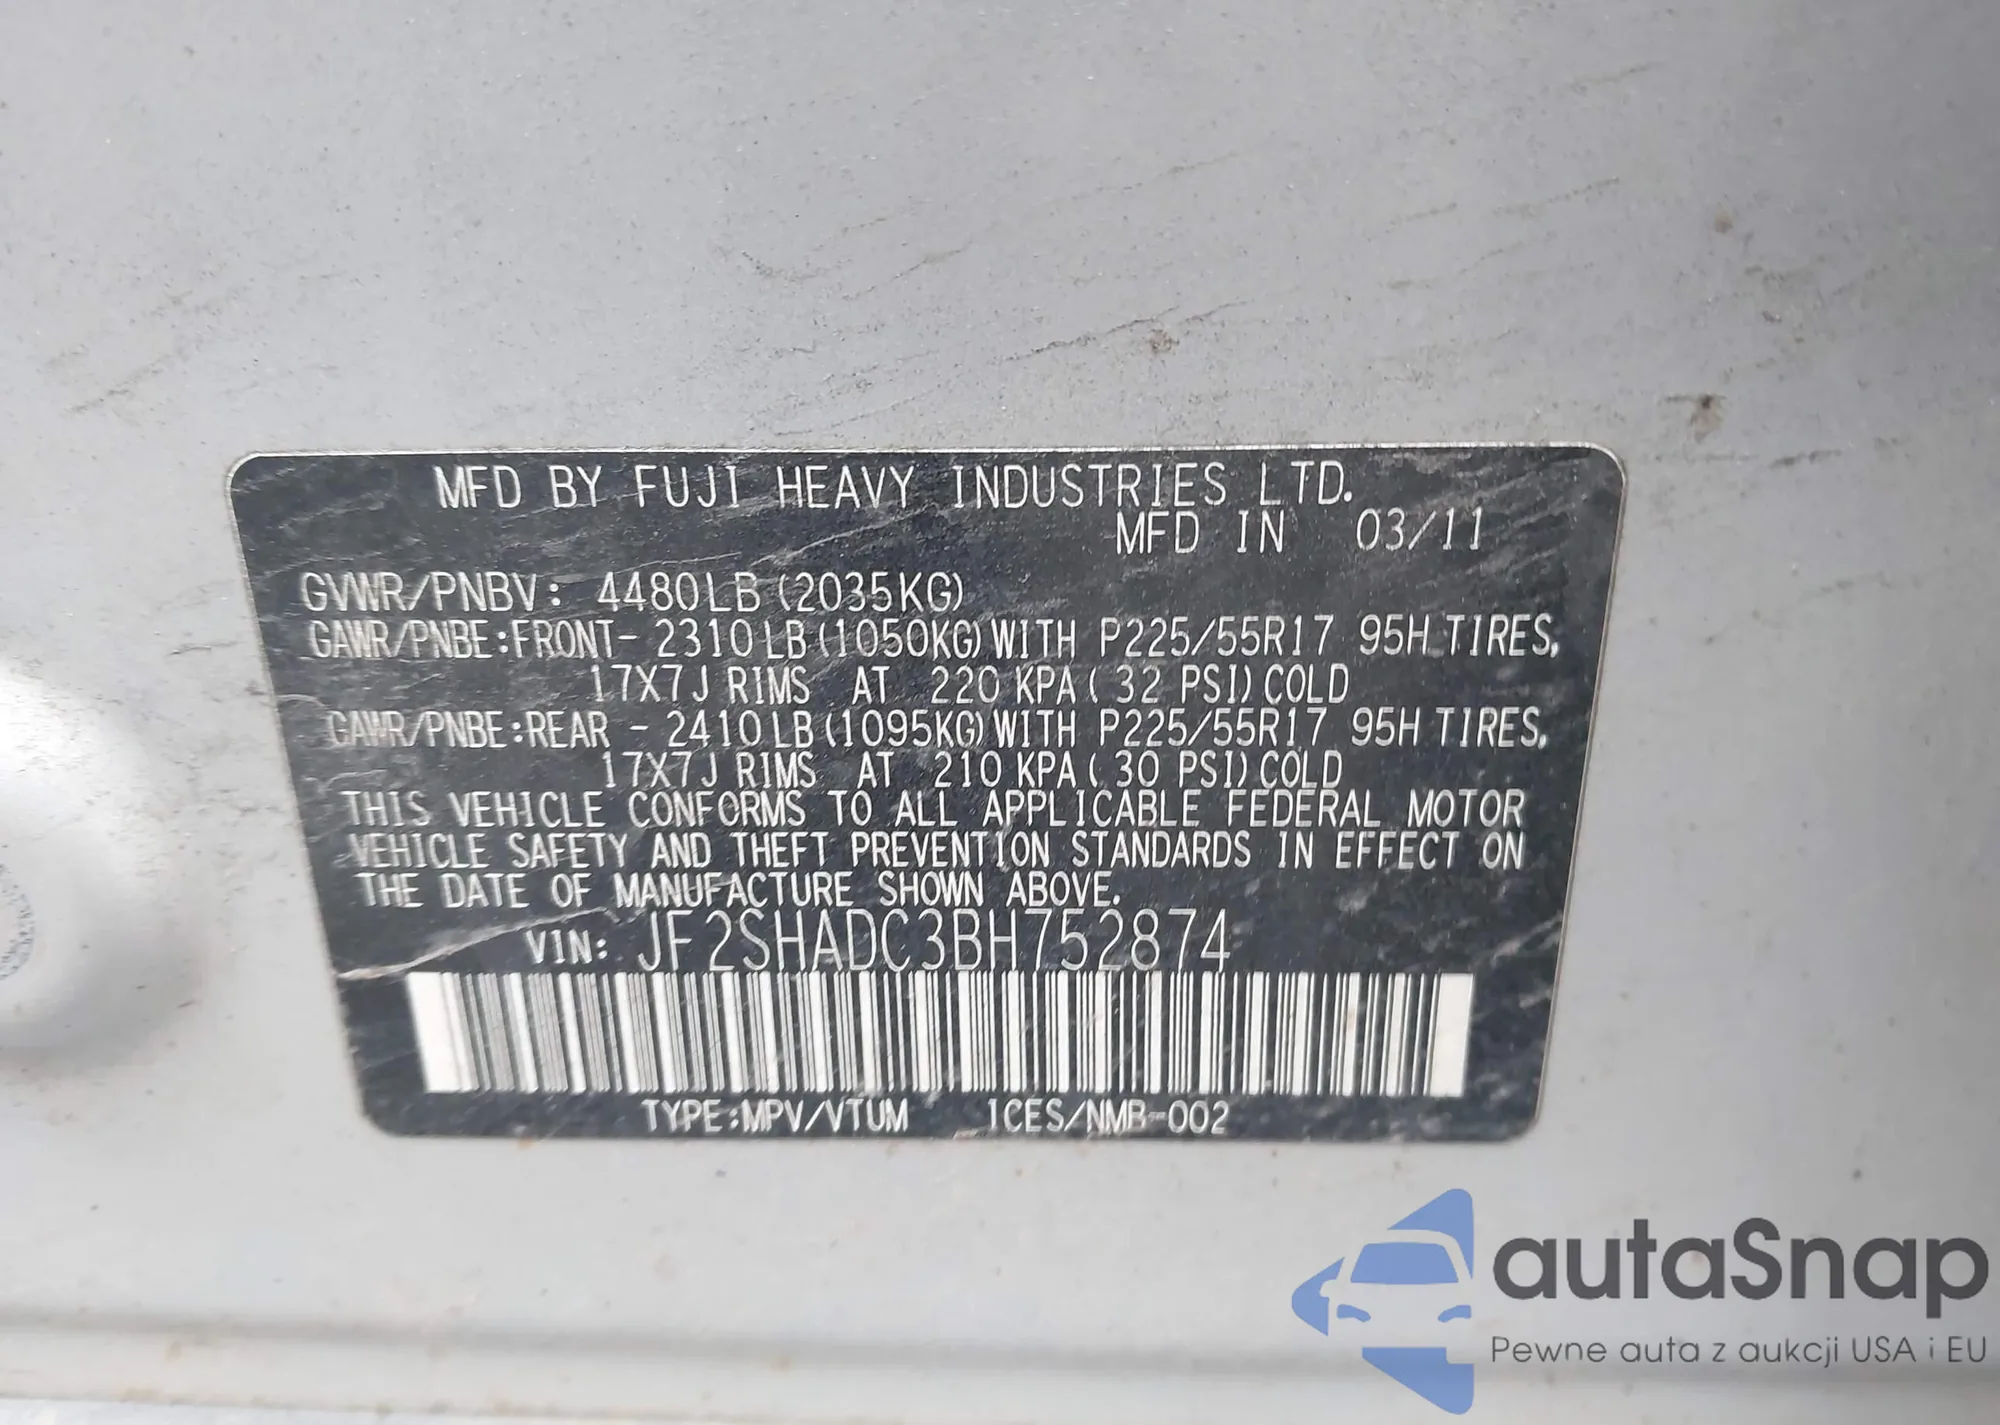 MFD BY FUJI HEAVY INDUSTRIES LTD.
MFD IN 03/11
GVWR/PNBV: 4480LB (2035KG)
GAWR/PNBE:FRONT- 2310LB (1050KG) WITH P225/55R17 95H TIRES,
17X7J RIMS AT 220 KPA ( 32 PSI) COLD
GAWR/PNBE:REAR - 2410LB (1095KG) WITH P225/55R17 95H TIRES,
17X7J RIMS AT 210 KPA ( 30 PSI) COLD
THIS VEHICLE CONFORMS TO ALL APPLICABLE FEDERAL MOTOR
VEHICLE SAFETY AND THEFT PREVENTION STANDARDS IN EFFECT ON
THE DATE OF MANUFACTURE SHOWN ABOVE.
VIN: JF2SHADC3BH752874
TYPE:MPV/VTUM 1CES/NMB-002
autaSnap
Pewne auta z aukcji USA i EU